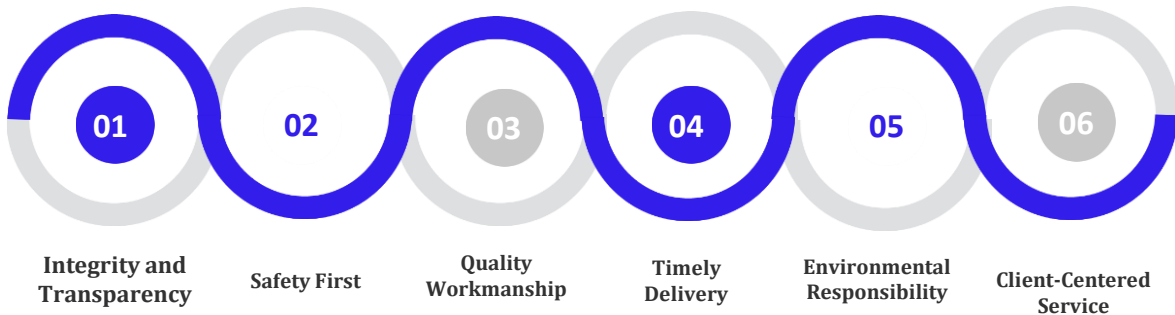 01
02
03
04
05
06
Integrity and
Transparency
Safety First
Quality
Workmanship
Timely
Delivery
Environmental
Responsibility
Client-Centered
Service